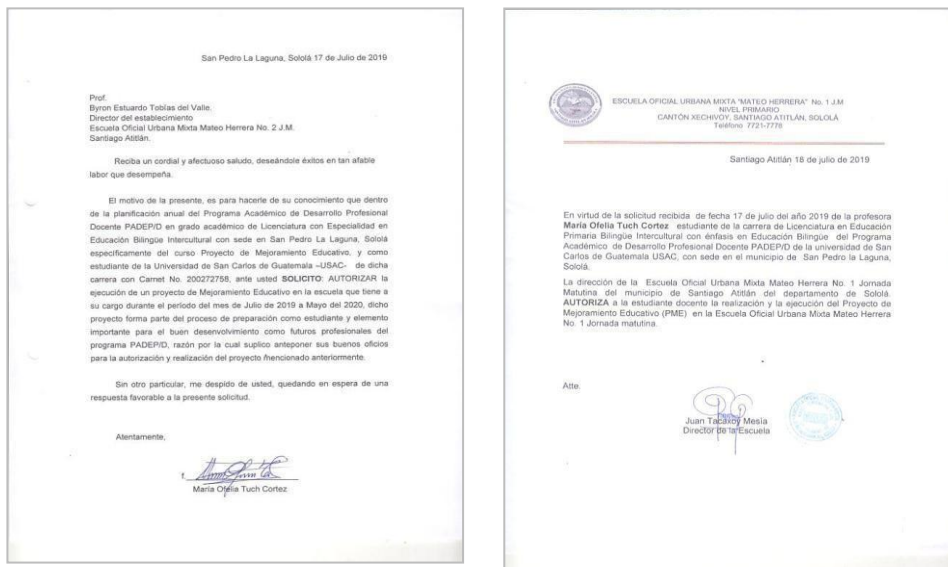 San Pedro La Laguna, Sololá 17 de Julio de 2019
Prof.
Byron Estuardo Tobías del Valle.
Director del establecimiento
Escuela Oficial Urbana Mixta Mateo Herrera No. 2 J.M.
Santiago Atitlán.
Reciba un cordial y afectuoso saludo, deseándole éxitos en tan afable
labor que desempeña.
El motivo de la presente, es para hacerle de su conocimiento que dentro
de la planificación anual del Programa Académico de Desarrollo Profesional
Docente PADEP/D en grado académico de Licenciatura con Especialidad en
Educación Bilingüe Intercultural con sede en San Pedro La Laguna, Sololá
específicamente del curso Proyecto de Mejoramiento Educativo, y como
estudiante de la Universidad de San Carlos de Guatemala –USAC- de dicha
carrera con Carnet No. 200272758, ante usted SOLICITO: AUTORIZAR la
ejecución de un proyecto de Mejoramiento Educativo en la escuela que tiene a
su cargo durante el periodo del mes de Julio de 2019 a Mayo del 2020, dicho
proyecto forma parte del proceso de preparación como estudiante y elemento
importante para el buen desenvolvimiento como futuros profesionales del
programa PADEP/D, razón por la cual suplico anteponer sus buenos oficios
para la autorización y realización del proyecto mencionado anteriormente.
Sin otro particular, me despido de usted, quedando en espera de una
respuesta favorable a la presente solicitud.
Atentamente,
f.
María Ofelia Tuch Cortez
ESCUELA OFICIAL URBANA MIXTA "MATEO HERRERA" No. 1 J.M
NIVEL PRIMARIO
CANTÓN XECHIVOY, SANTIAGO ATITLÁN, SOLOLÁ
Teléfono 7721-7778
Santiago Atitlán 18 de julio de 2019
En virtud de la solicitud recibida de fecha 17 de julio del año 2019 de la profesora
María Ofelia Tuch Cortez estudiante de la carrera de Licenciatura en Educación
Primaria Bilingüe Intercultural con énfasis en Educación Bilingüe del Programa
Académico de Desarrollo Profesional Docente PADEP/D de la universidad de San
Carlos de Guatemala USAC, con sede en el municipio de San Pedro la Laguna,
Sololá.
La dirección de la Escuela Oficial Urbana Mixta Mateo Herrera No. 1 Jornada
Matutina del municipio de Santiago Atitlán del departamento de Sololá.
AUTORIZA a la estudiante docente la realización y la ejecución del Proyecto de
Mejoramiento Educativo (PME) en la Escuela Oficial Urbana Mixta Mateo Herrera
No. 1 Jornada matutina.
Atte.
Juan Tacaxoy Mesía
Director de la Escuela